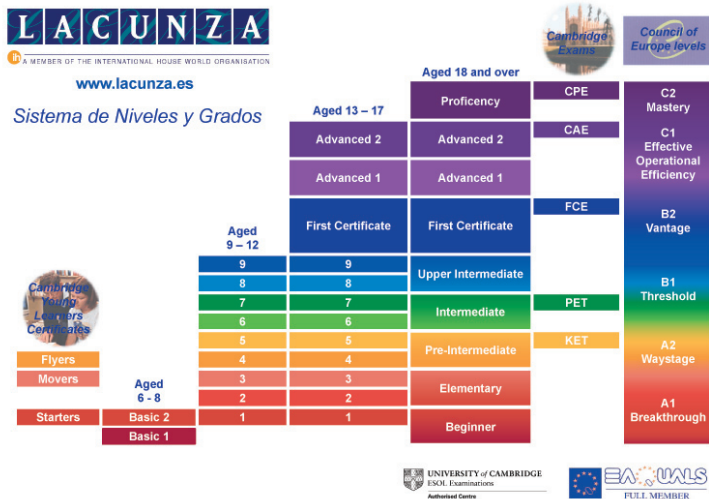 LACUNZA
ih A MEMBER OF THE INTERNATIONAL HOUSE WORLD ORGANISATION
www.lacunza.es
Sistema de Niveles y Grados
Cambridge
Exams
Council of
Europe levels
Aged 18 and over
Proficency
CPE
C2
Mastery
Aged 13 – 17
Advanced 2
Advanced 2
CAE
C1
Effective
Operational
Efficiency
Advanced 1
Advanced 1
First Certificate
First Certificate
FCE
B2
Vantage
Aged
9 – 12
9
9
Upper Intermediate
8
8
B1
Threshold
Cambridge
Young
Learners
Certificates
7
7
Intermediate
PET
6
6
5
5
Pre-Intermediate
KET
A2
Waystage
Flyers
4
4
Movers
3
3
Elementary
Aged
6 - 8
2
2
A1
Breakthrough
Starters
Basic 2
1
1
Beginner
Basic 1
UNIVERSITY of CAMBRIDGE
ESOL Examinations
Authorised Centre
EAQUALS
FULL MEMBER